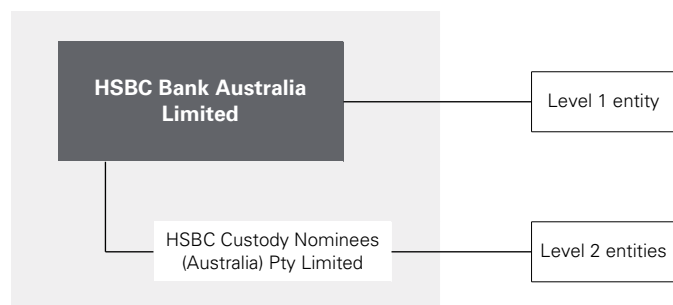 HSBC Bank Australia
Limited
Level 1 entity
HSBC Custody Nominees
(Australia) Pty Limited
Level 2 entities